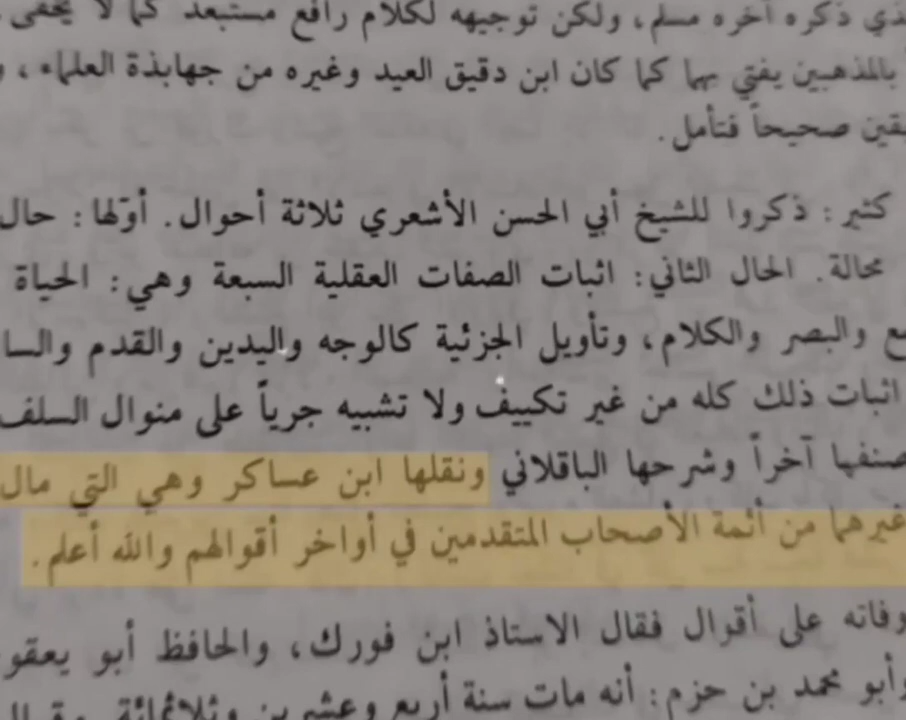 ذكره آخره مسلم، ولكن توجيهه لكلام رافع مستبعد كما لا يخفى
بالمذهبين يفتي بهما كما كان ابن دقيق العيد وغيره من جهابذة العلماء ،
صحيحاً فتأمل .
كثير : ذكروا للشيخ أبي الحسن الأشعري ثلاثة أحوال . أوّلها : حال
محالة . الحال الثاني : اثبات الصفات العقلية السبعة وهي : الحياة
والبصر والكلام ، وتأويل الجزئية كالوجه واليدين والقدم والسا
اثبات ذلك كله من غير تكييف ولا تشبيه جرياً على منوال السلف
صنفها آخراً وشرحها الباقلاني ونقلها ابن عساكر وهي التي مال
غيرهما من أئمة الأصحاب المتقدمين في أواخر أقوالهم والله أعلم .
وفاته على أقوال فقال الاستاذ ابن فورك ، والحافظ أبو يعقو
وأبو محمد بن حزم : أنه مات سنة أربع وعشرين وثلاثمائة